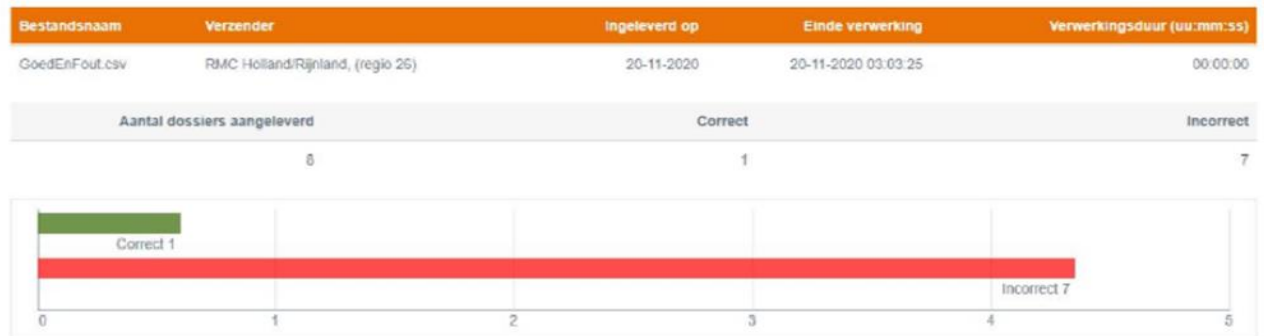 Bestandsnaam Verzender Ingeleverd op Einde verwerking Verwerkingsduur (uu:mm:ss)
GoedEnFout.csv RMC Holland/Rijnland, (regio 26) 20-11-2020 20-11-2020 03:03:25 00:00:00
Aantal dossiers aangeleverd Correct Incorrect
8 1 7
Correct 1
Incorrect 7
0 1 2 3 4 5